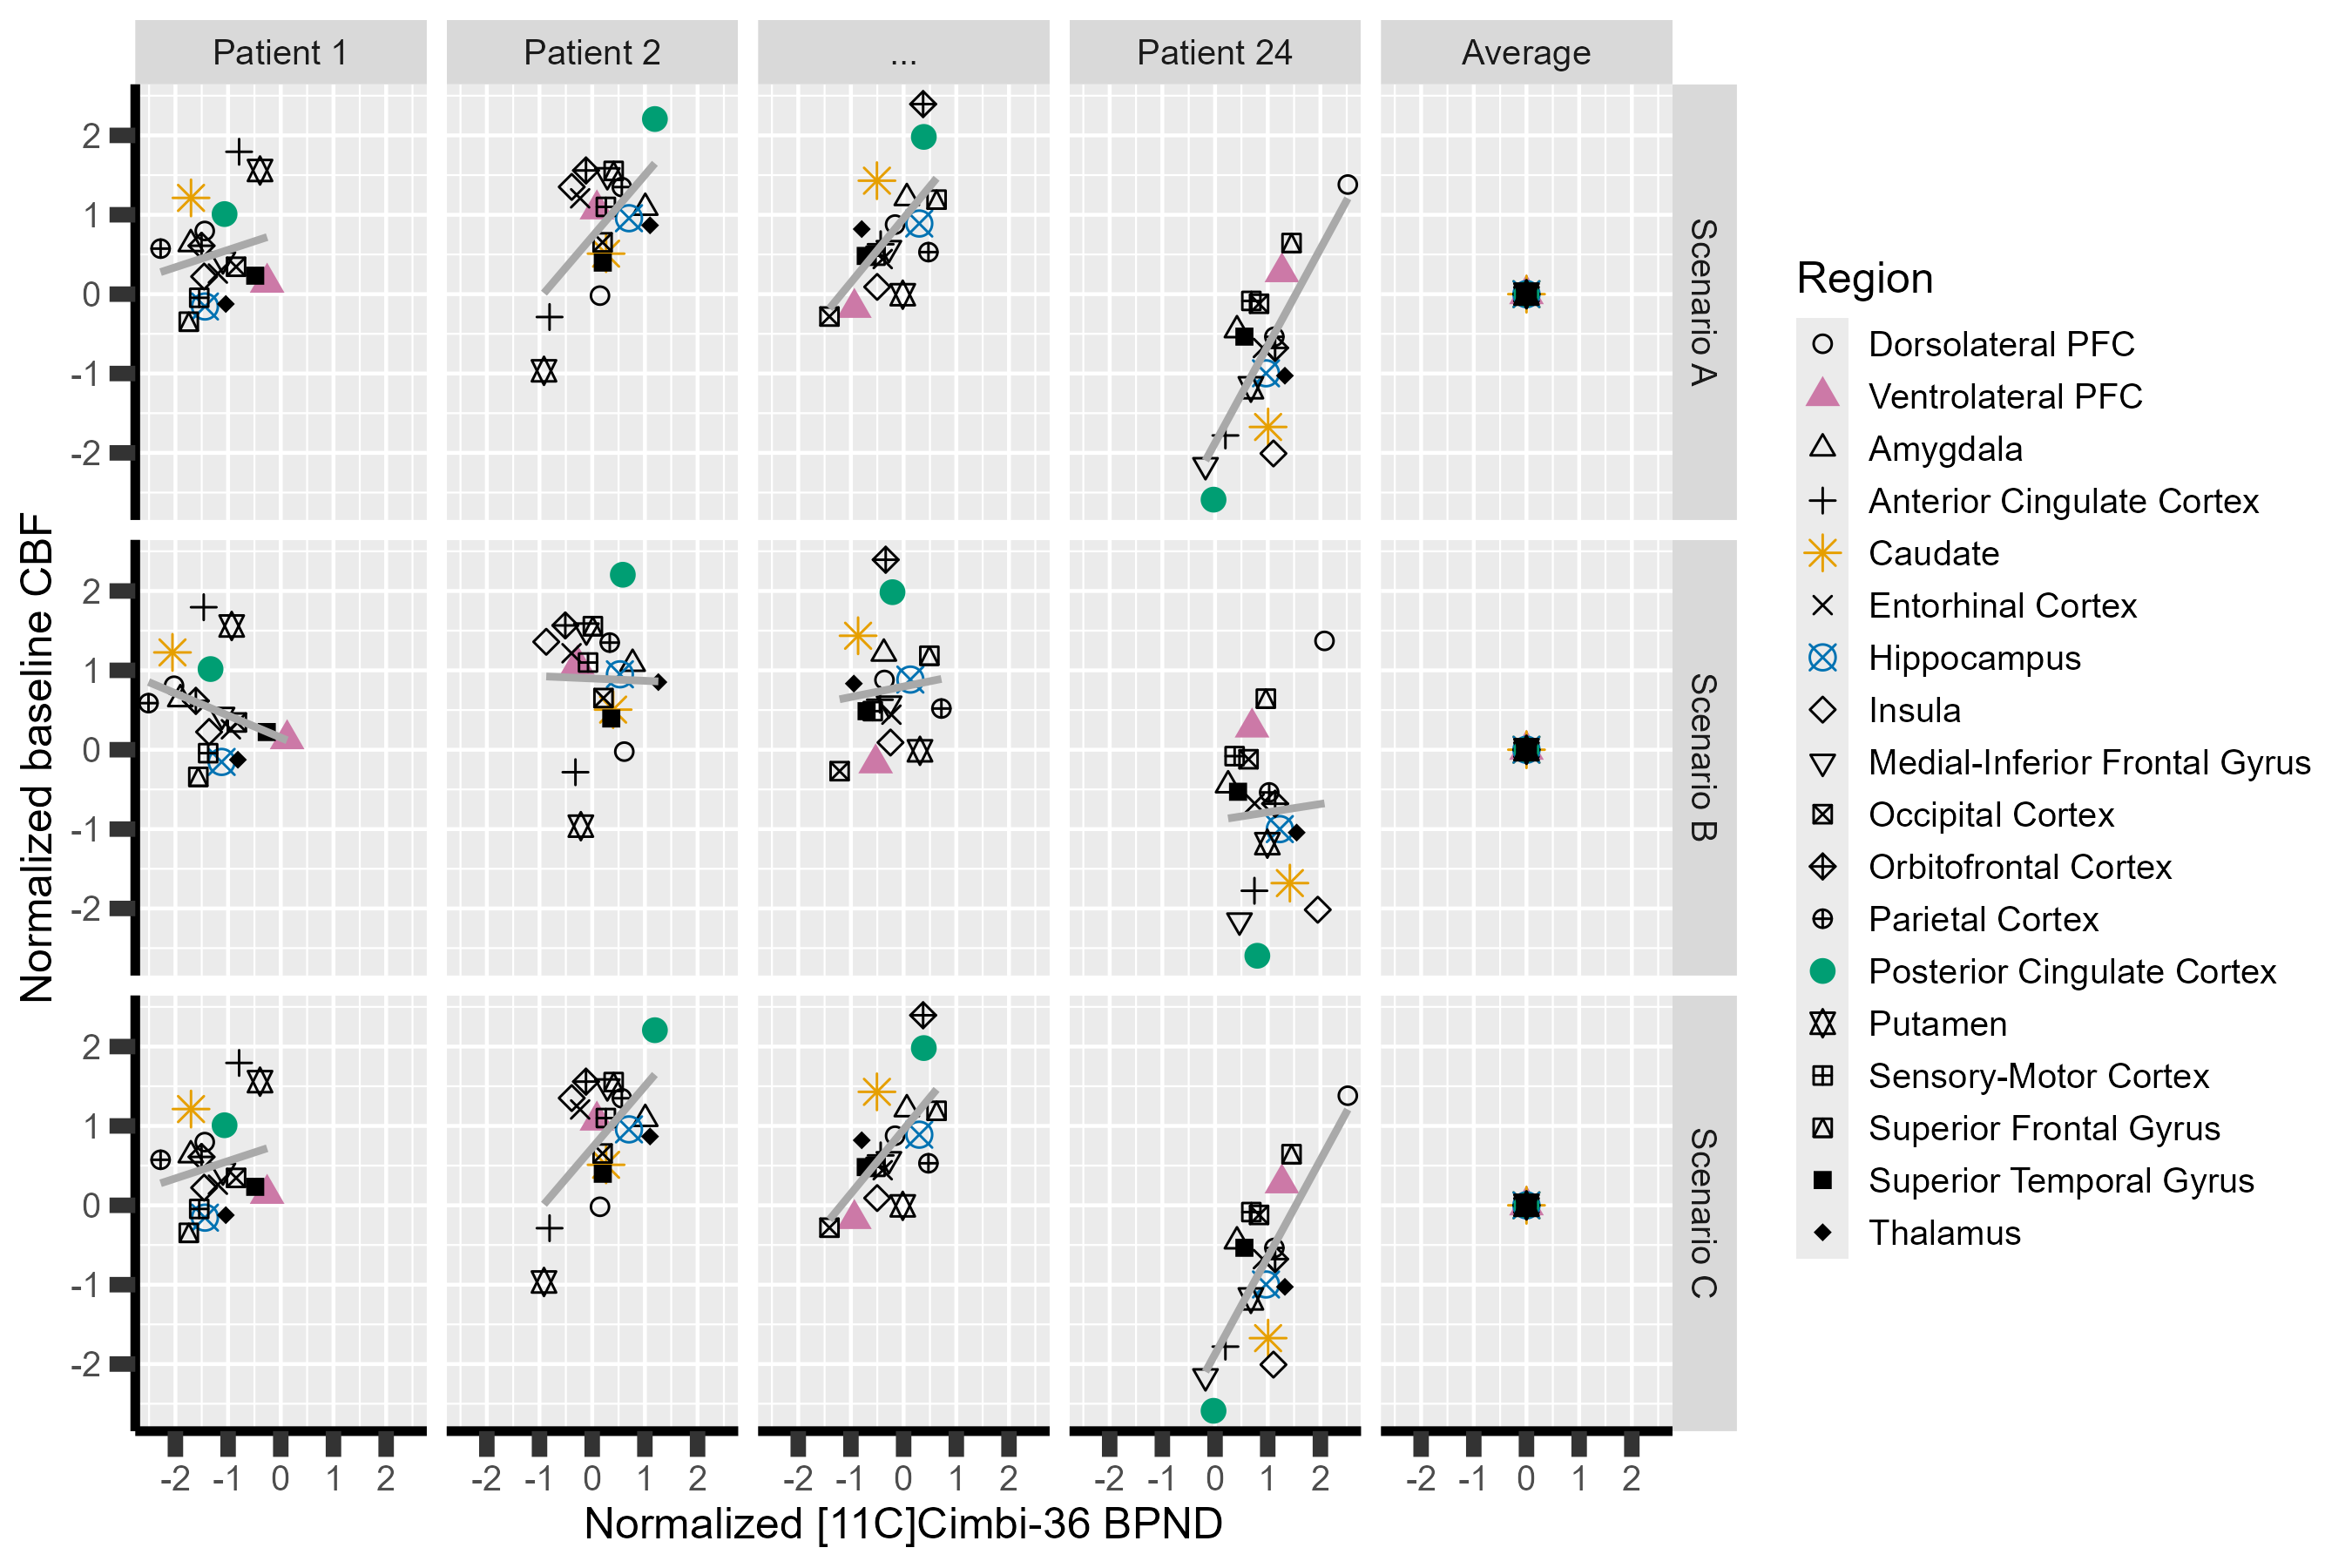 Patient 1
Patient 2
...
Patient 24
Average
2
1
0
-1
-2
Scenario A
2
1
0
-1
-2
Scenario B
2
1
0
-1
-2
Scenario C
Normalized baseline CBF
-2 -1 0 1 2
-2 -1 0 1 2
-2 -1 0 1 2
-2 -1 0 1 2
-2 -1 0 1 2
Normalized [11C]Cimbi-36 BPND
Region
Dorsolateral PFC
Ventrolateral PFC
Amygdala
Anterior Cingulate Cortex
Caudate
Entorhinal Cortex
Hippocampus
Insula
Medial-Inferior Frontal Gyrus
Occipital Cortex
Orbitofrontal Cortex
Parietal Cortex
Posterior Cingulate Cortex
Putamen
Sensory-Motor Cortex
Superior Frontal Gyrus
Superior Temporal Gyrus
Thalamus